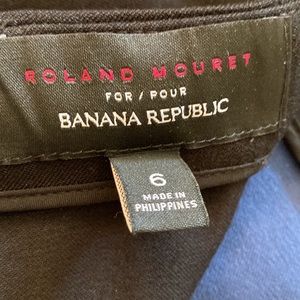 ROLAND MOURET
FOR / POUR
BANANA REPUBLIC
6
MADE IN
PHILIPPINES